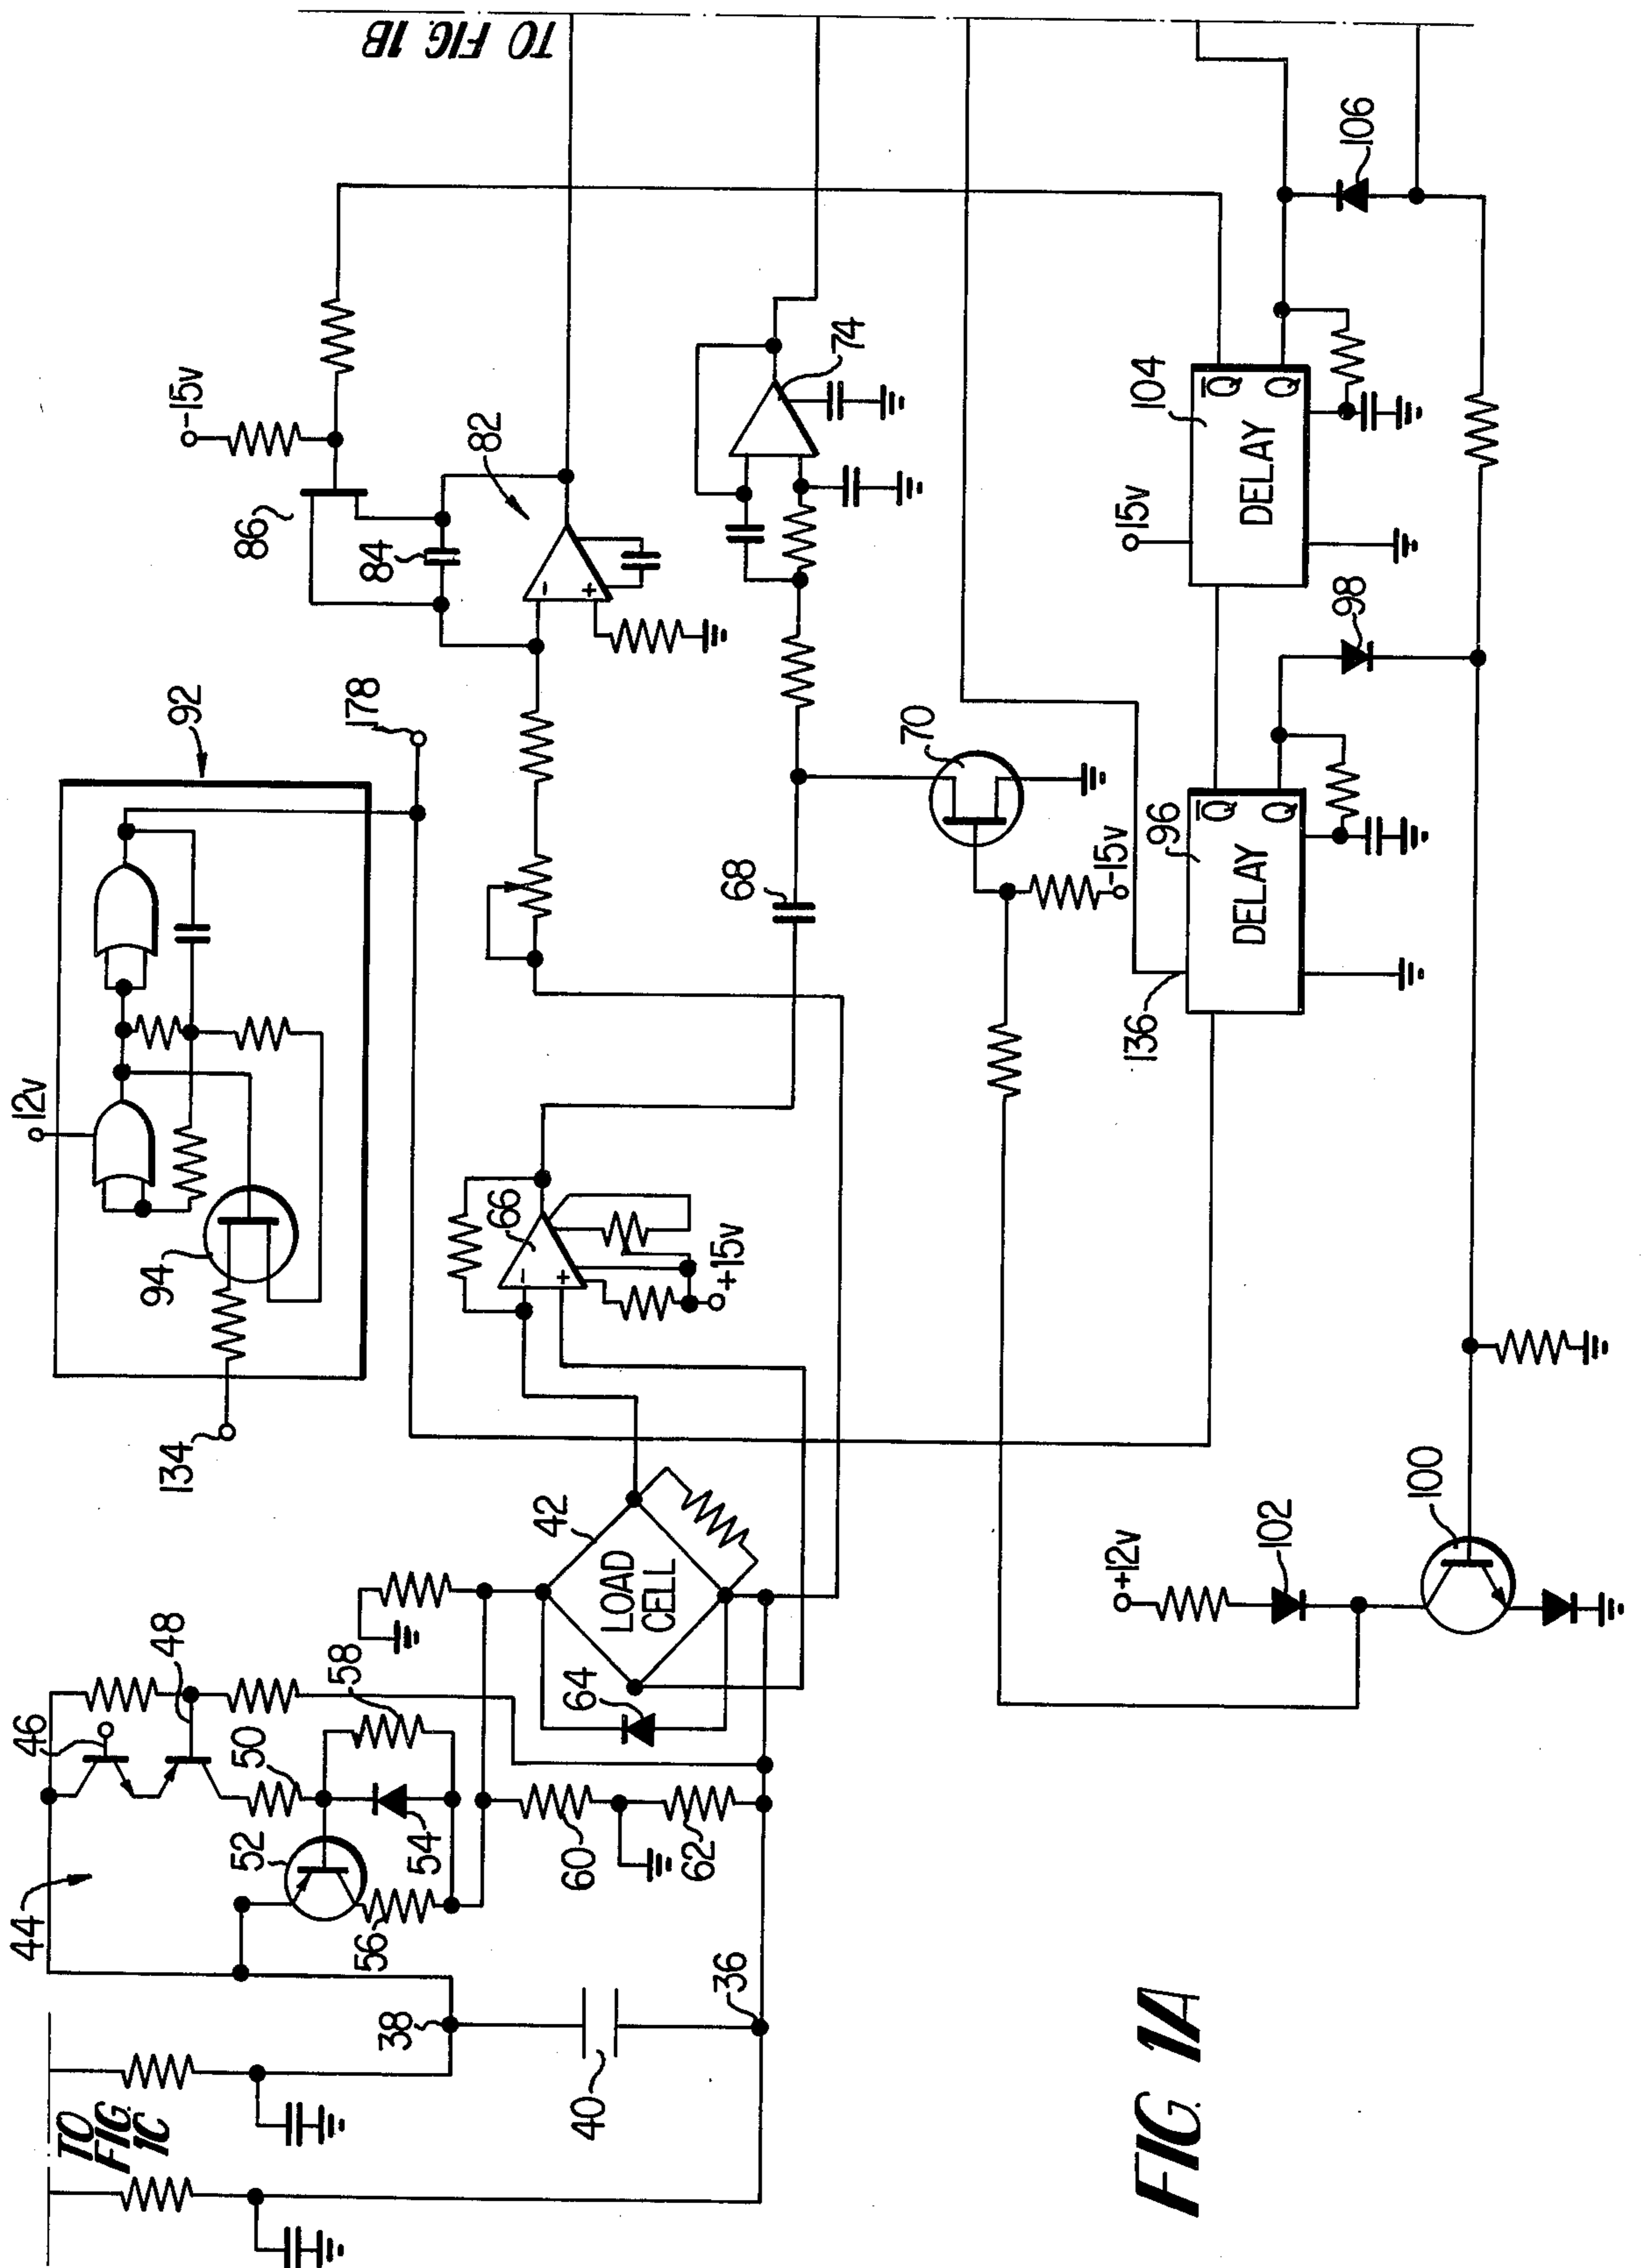 TO FIG. 1C
TO FIG. 1B
44
46
48
50
52
54
56
58
60
62
64
38
40
36
42
LOAD CELL
134
94
12v
92
178
66
+15v
68
70
-15v
74
82
84
86
-15v
+12v
102
100
136
96
DELAY
Q̅
Q
98
15v
104
DELAY
Q̅
Q
106
-
+
-
+
FIG. 1A